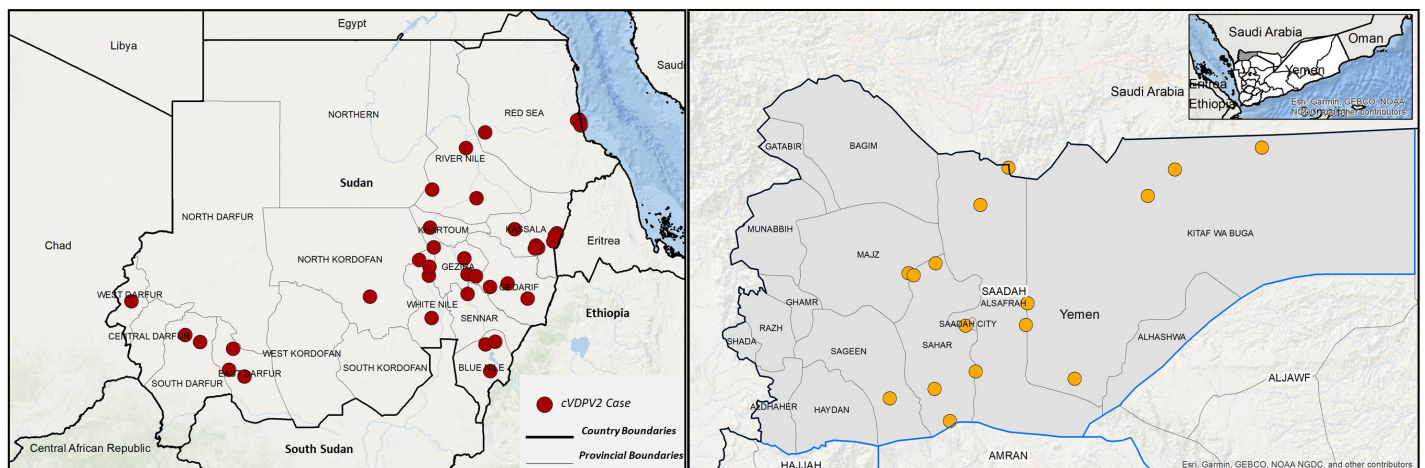 Egypt
Libya
Saudi
NORTHERN
RED SEA
RIVER NILE
Sudan
NORTH DARFUR
Chad
KHARTOUM
KASSALA
Eritrea
NORTH KORDOFAN
GEZIRA
GEDARIF
WEST DARFUR
WHITE NILE
SENNAR
Ethiopia
CENTRAL DARFUR
WEST KORDOFAN
SOUTH KORDOFAN
BLUE NILE
EAST DARFUR
SOUTH DARFUR
Central African Republic
South Sudan
cVDPV2 Case
Country Boundaries
Provincial Boundaries
Saudi Arabia
Oman
Yemen
Eritrea
Ethiopia
Esri, Garmin, GEBCO, NOAA
NGDC, and other contributors
Saudi Arabia
GATABIR
BAGIM
MUNABBIH
KITAF WA BUGA
MAJZ
SAADAH
ALSAFRAH
GHAMR
Yemen
RAZH
SAADAH CITY
SHADA
SAHAR
ALHASHWA
SAGEEN
ALJAWF
ALDHAHER
HAYDAN
AMRAN
HAJJAH
Esri, Garmin, GEBCO, NOAA NGDC, and other contributors